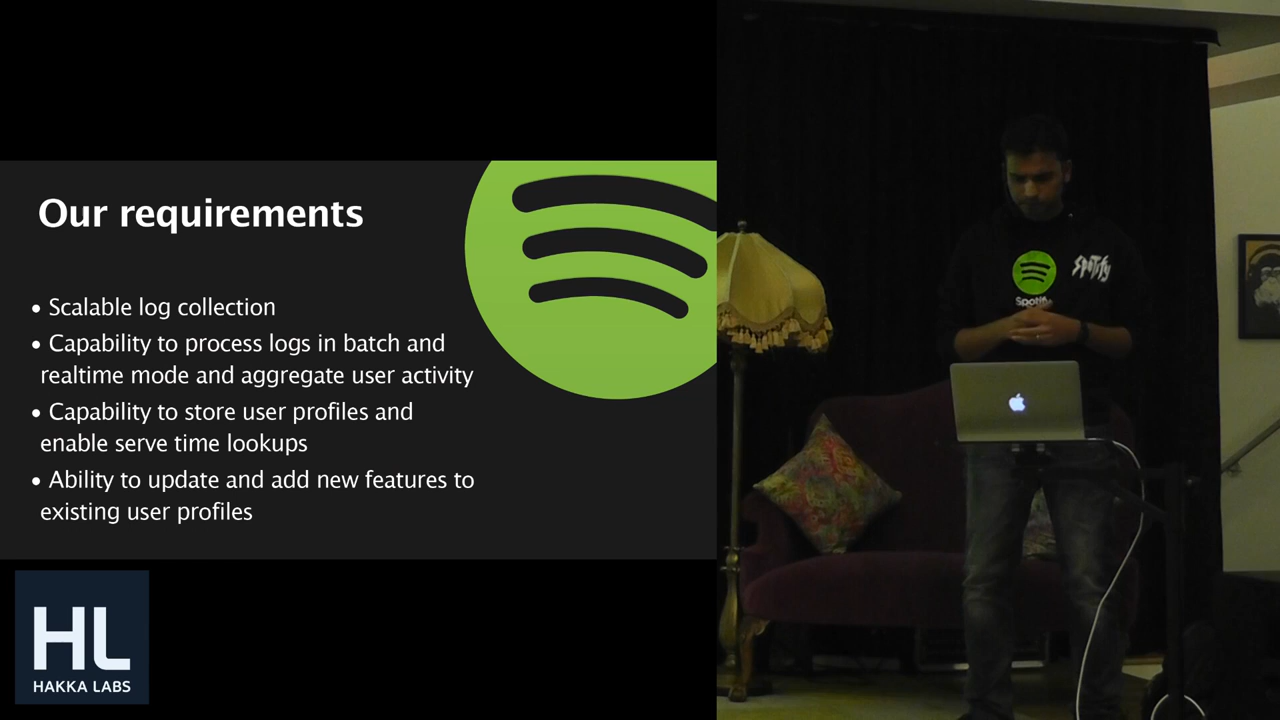 Our requirements
• Scalable log collection
• Capability to process logs in batch and
realtime mode and aggregate user activity
• Capability to store user profiles and
enable serve time lookups
• Ability to update and add new features to
existing user profiles
HL
HAKKA LABS
Spotify
Spotify